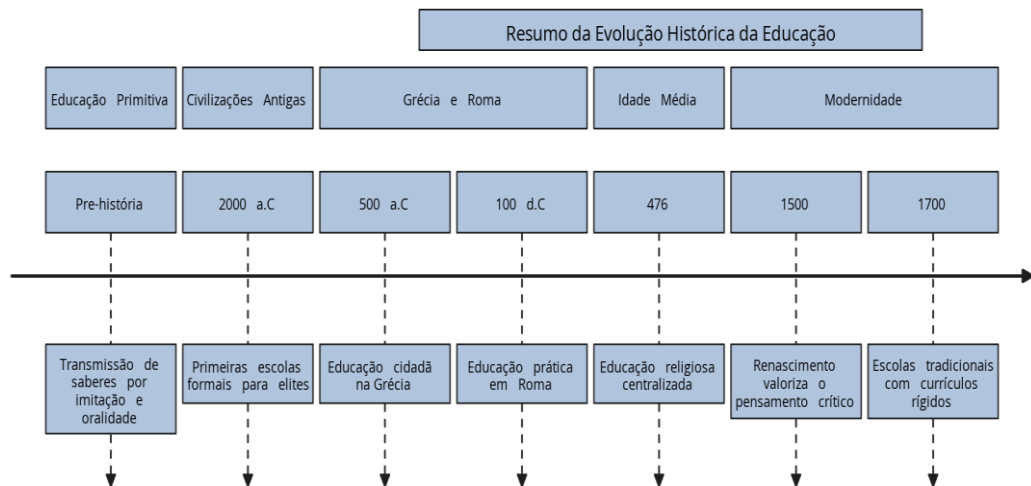 Resumo da Evolução Histórica da Educação
Educação Primitiva
Civilizações Antigas
Grécia e Roma
Idade Média
Modernidade
Pre-história
2000 a.C
500 a.C
100 d.C
476
1500
1700
Transmissão de
saberes por
imitação e
oralidade
Primeiras escolas
formais para elites
Educação cidadã
na Grécia
Educação prática
em Roma
Educação religiosa
centralizada
Renascimento
valoriza o
pensamento crítico
Escolas tradicionais
com currículos
rígidos